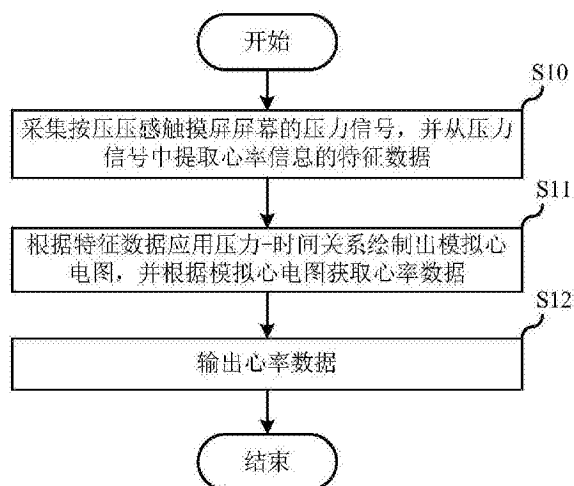 开始
S10
采集按压压感触摸屏屏幕的压力信号，并从压力
信号中提取心率信息的特征数据
S11
根据特征数据应用压力-时间关系绘制出模拟心
电图，并根据模拟心电图获取心率数据
S12
输出心率数据
结束